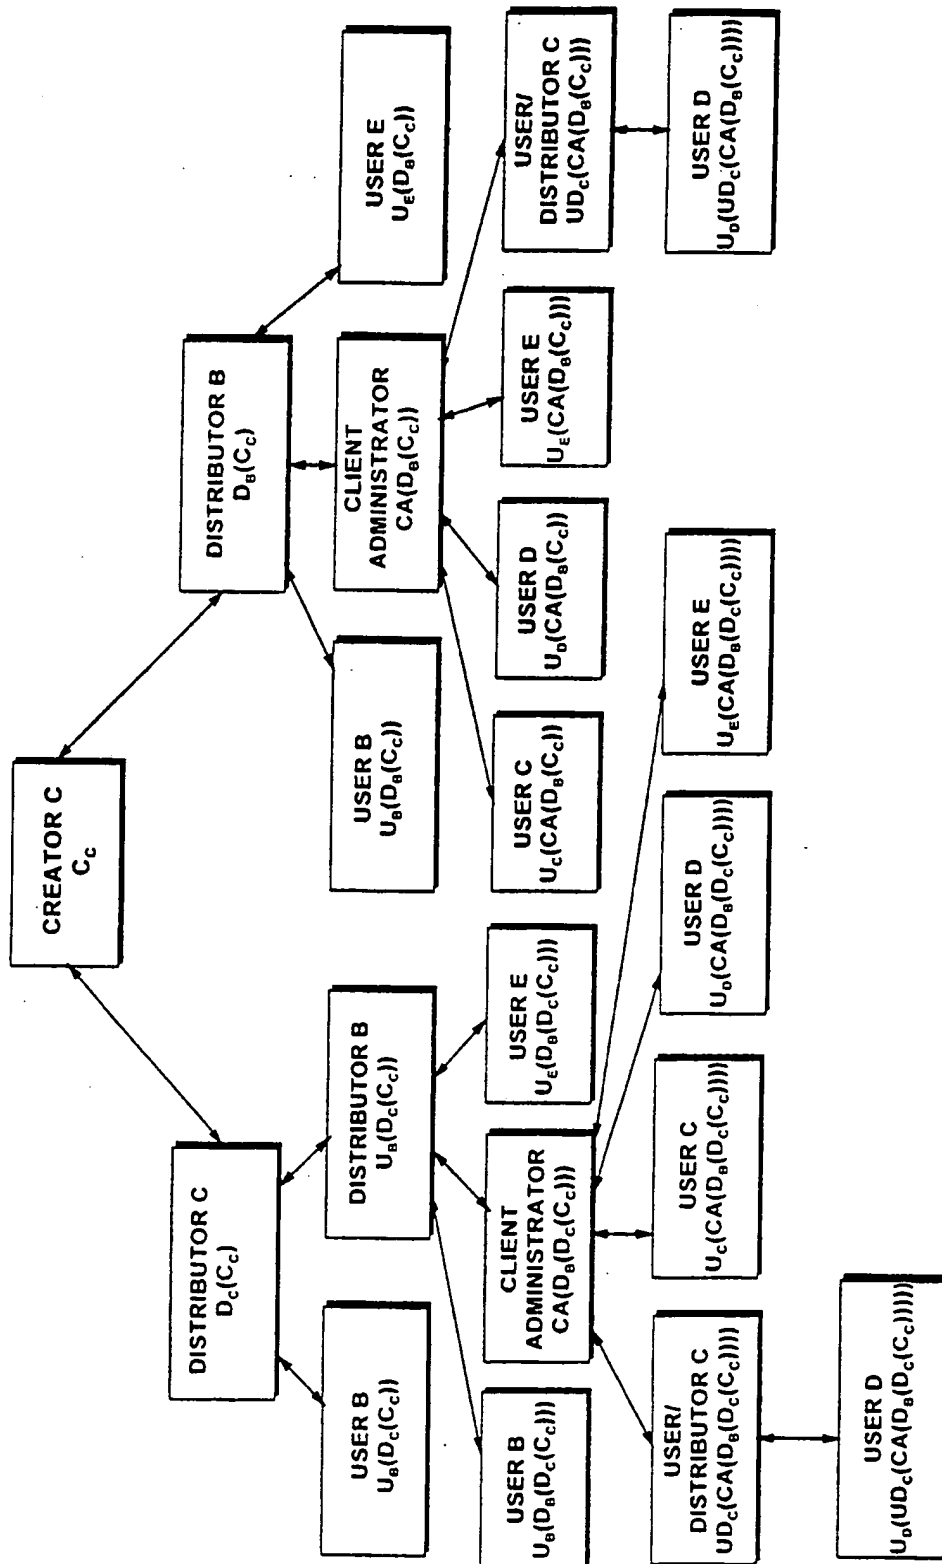 CREATOR C
C_C
DISTRIBUTOR C
D_C(C_C)
DISTRIBUTOR B
D_B(C_C)
USER B
U_B(D_C(C_C))
DISTRIBUTOR B
U_B(D_C(C_C))
USER B
U_B(D_B(C_C))
CLIENT
ADMINISTRATOR
CA(D_B(C_C))
USER E
U_E(D_B(C_C))
USER B
U_B(D_B(D_C(C_C)))
CLIENT
ADMINISTRATOR
CA(D_B(D_C(C_C)))
USER E
U_E(D_B(D_C(C_C)))
USER C
U_C(CA(D_B(C_C))
USER D
U_D(CA(D_B(C_C))
USER E
U_E(CA(D_B(C_C)))
USER/
DISTRIBUTOR C
UD_C(CA(D_B(C_C)))
USER/
DISTRIBUTOR C
UD_C(CA(D_B(D_C(C_C))))
USER C
U_C(CA(D_B(D_C(C_C))))
USER D
U_D(CA(D_B(D_C(C_C))))
USER E
U_E(CA(D_B(D_C(C_C))))
USER D
U_D(UD_C(CA(D_B(C_C))))
USER D
U_D(UD_C(CA(D_B(D_C(C_C)))))